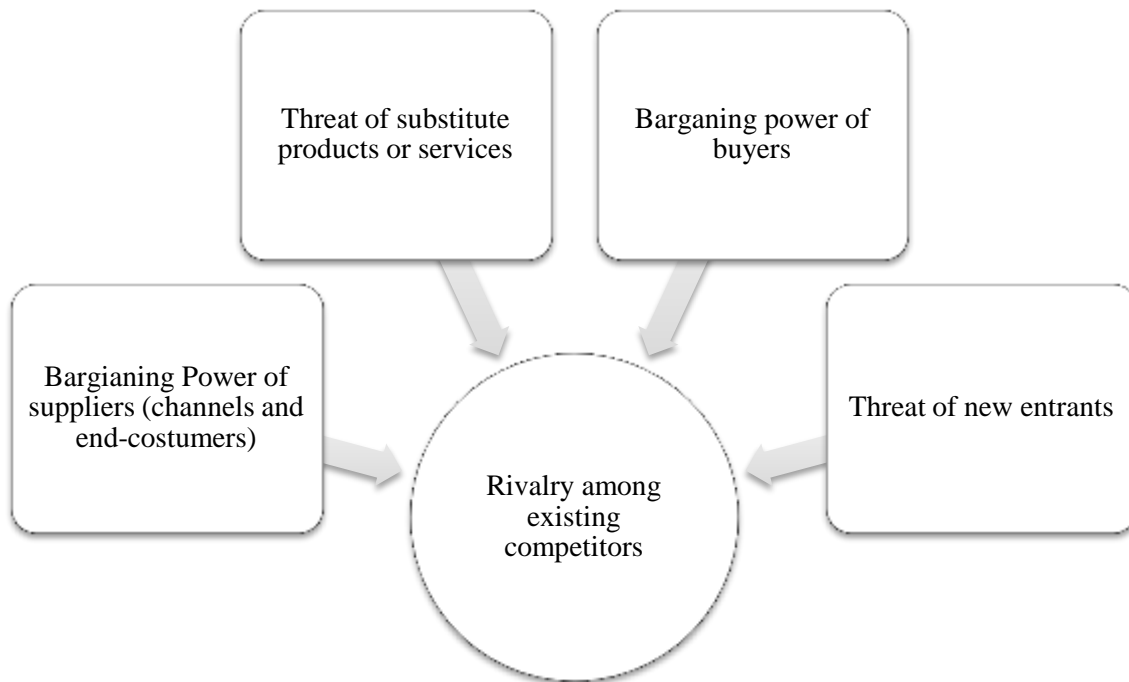 Threat of substitute
products or services
Barganing power of
buyers
Bargianing Power of
suppliers (channels and
end-costumers)
Threat of new entrants
Rivalry among
existing
competitors